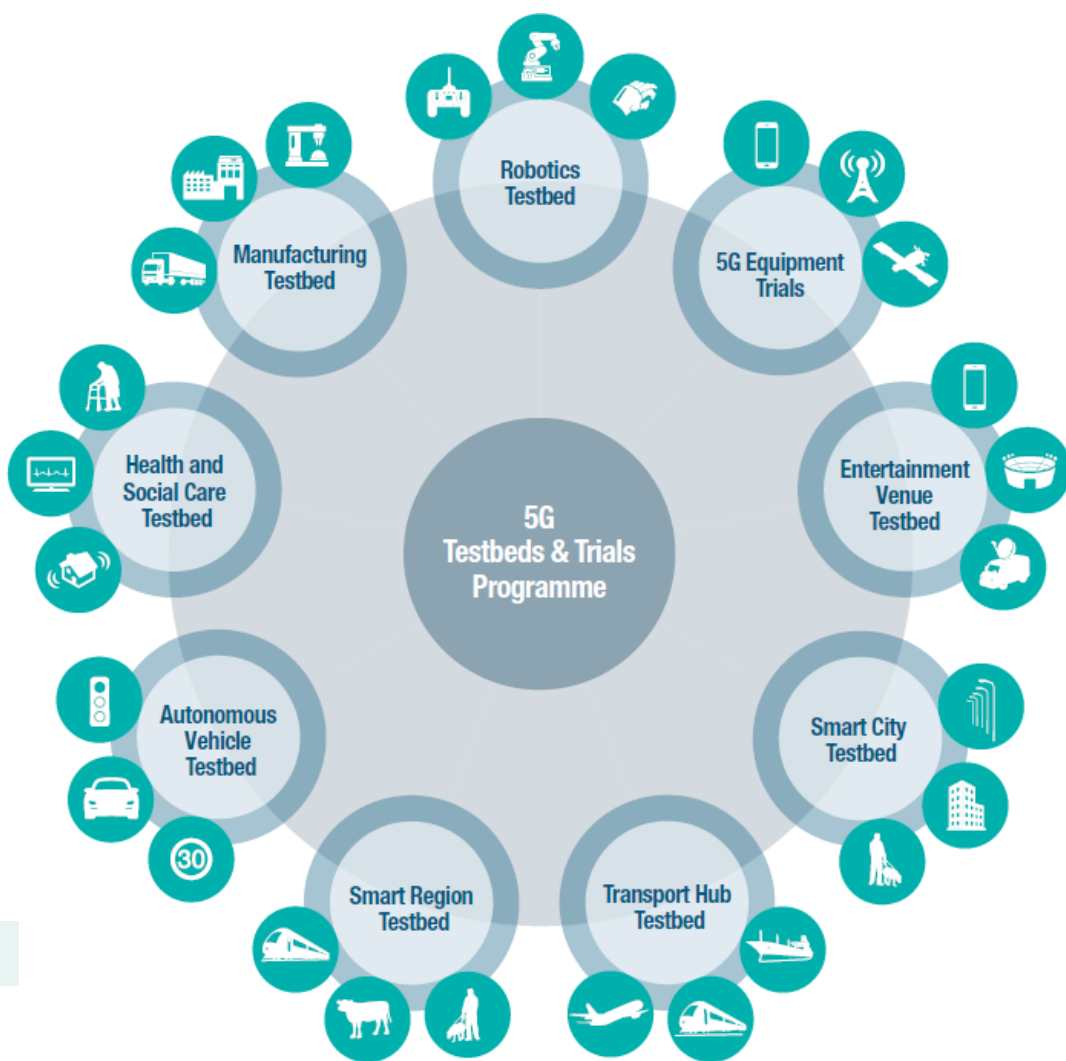 Robotics
Testbed
5G Equipment
Trials
Entertainment
Venue
Testbed
Smart City
Testbed
Transport Hub
Testbed
Smart Region
Testbed
30
Autonomous
Vehicle
Testbed
Health and
Social Care
Testbed
Manufacturing
Testbed
5G
Testbeds & Trials
Programme